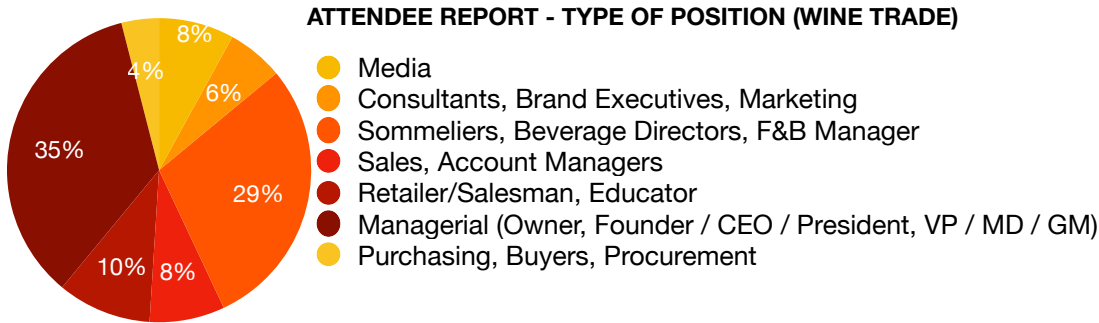 ATTENDEE REPORT - TYPE OF POSITION (WINE TRADE)
8%
4%
6%
35%
29%
10%
8%
Media
Consultants, Brand Executives, Marketing
Sommeliers, Beverage Directors, F&B Manager
Sales, Account Managers
Retailer/Salesman, Educator
Managerial (Owner, Founder / CEO / President, VP / MD / GM)
Purchasing, Buyers, Procurement